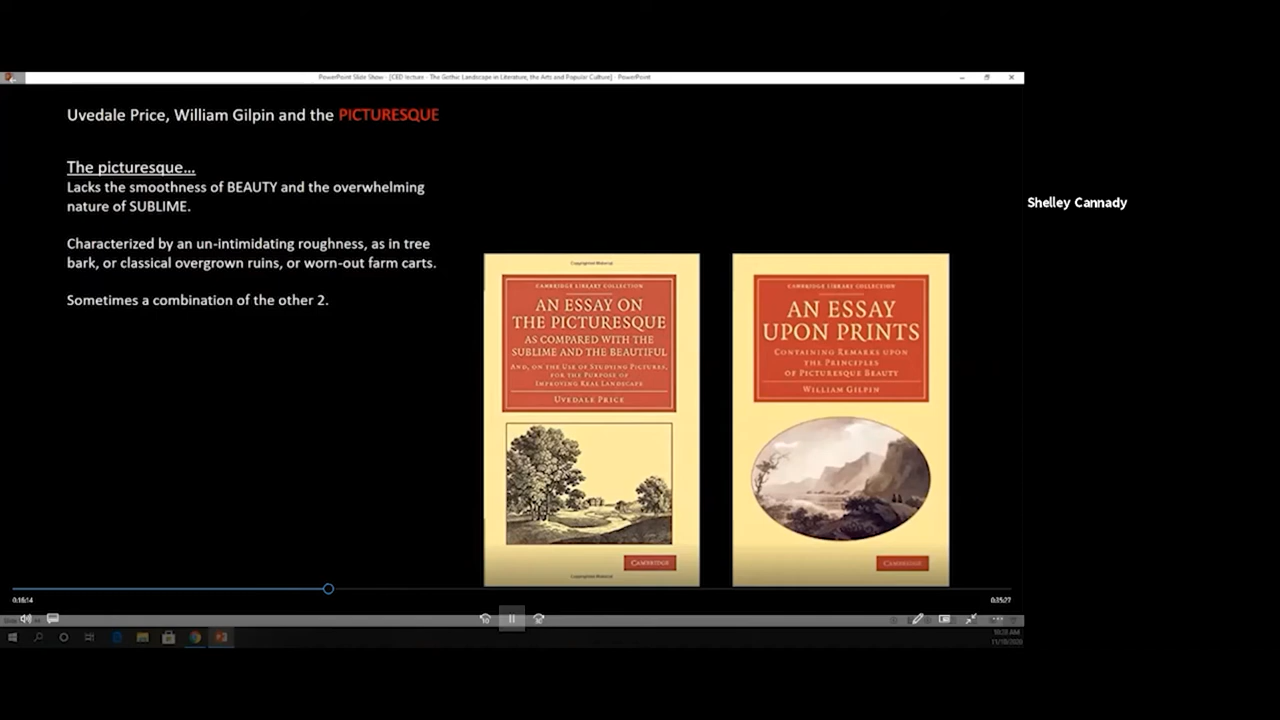 PowerPoint Slide Show - [CED lecture - The Gothic Landscape in Literature, the Arts and Popular Culture] - PowerPoint
Uvedale Price, William Gilpin and the PICTURESQUE
The picturesque...
Lacks the smoothness of BEAUTY and the overwhelming
nature of SUBLIME.
Characterized by an un-intimidating roughness, as in tree
bark, or classical overgrown ruins, or worn-out farm carts.
Sometimes a combination of the other 2.
Copyrighted Material
CAMBRIDGE LIBRARY COLLECTION
AN ESSAY ON
THE PICTURESQUE
AS COMPARED WITH THE
SUBLIME AND THE BEAUTIFUL
AND, ON THE USE OF STUDYING PICTURES,
FOR THE PURPOSE OF
IMPROVING REAL LANDSCAPE
UVEDALE PRICE
CAMBRIDGE
Copyrighted Material
CAMBRIDGE LIBRARY COLLECTION
AN ESSAY
UPON PRINTS
CONTAINING REMARKS UPON
THE PRINCIPLES
OF PICTURESQUE BEAUTY
WILLIAM GILPIN
CAMBRIDGE
Shelley Cannady
0:16:14
0:35:27
10
30